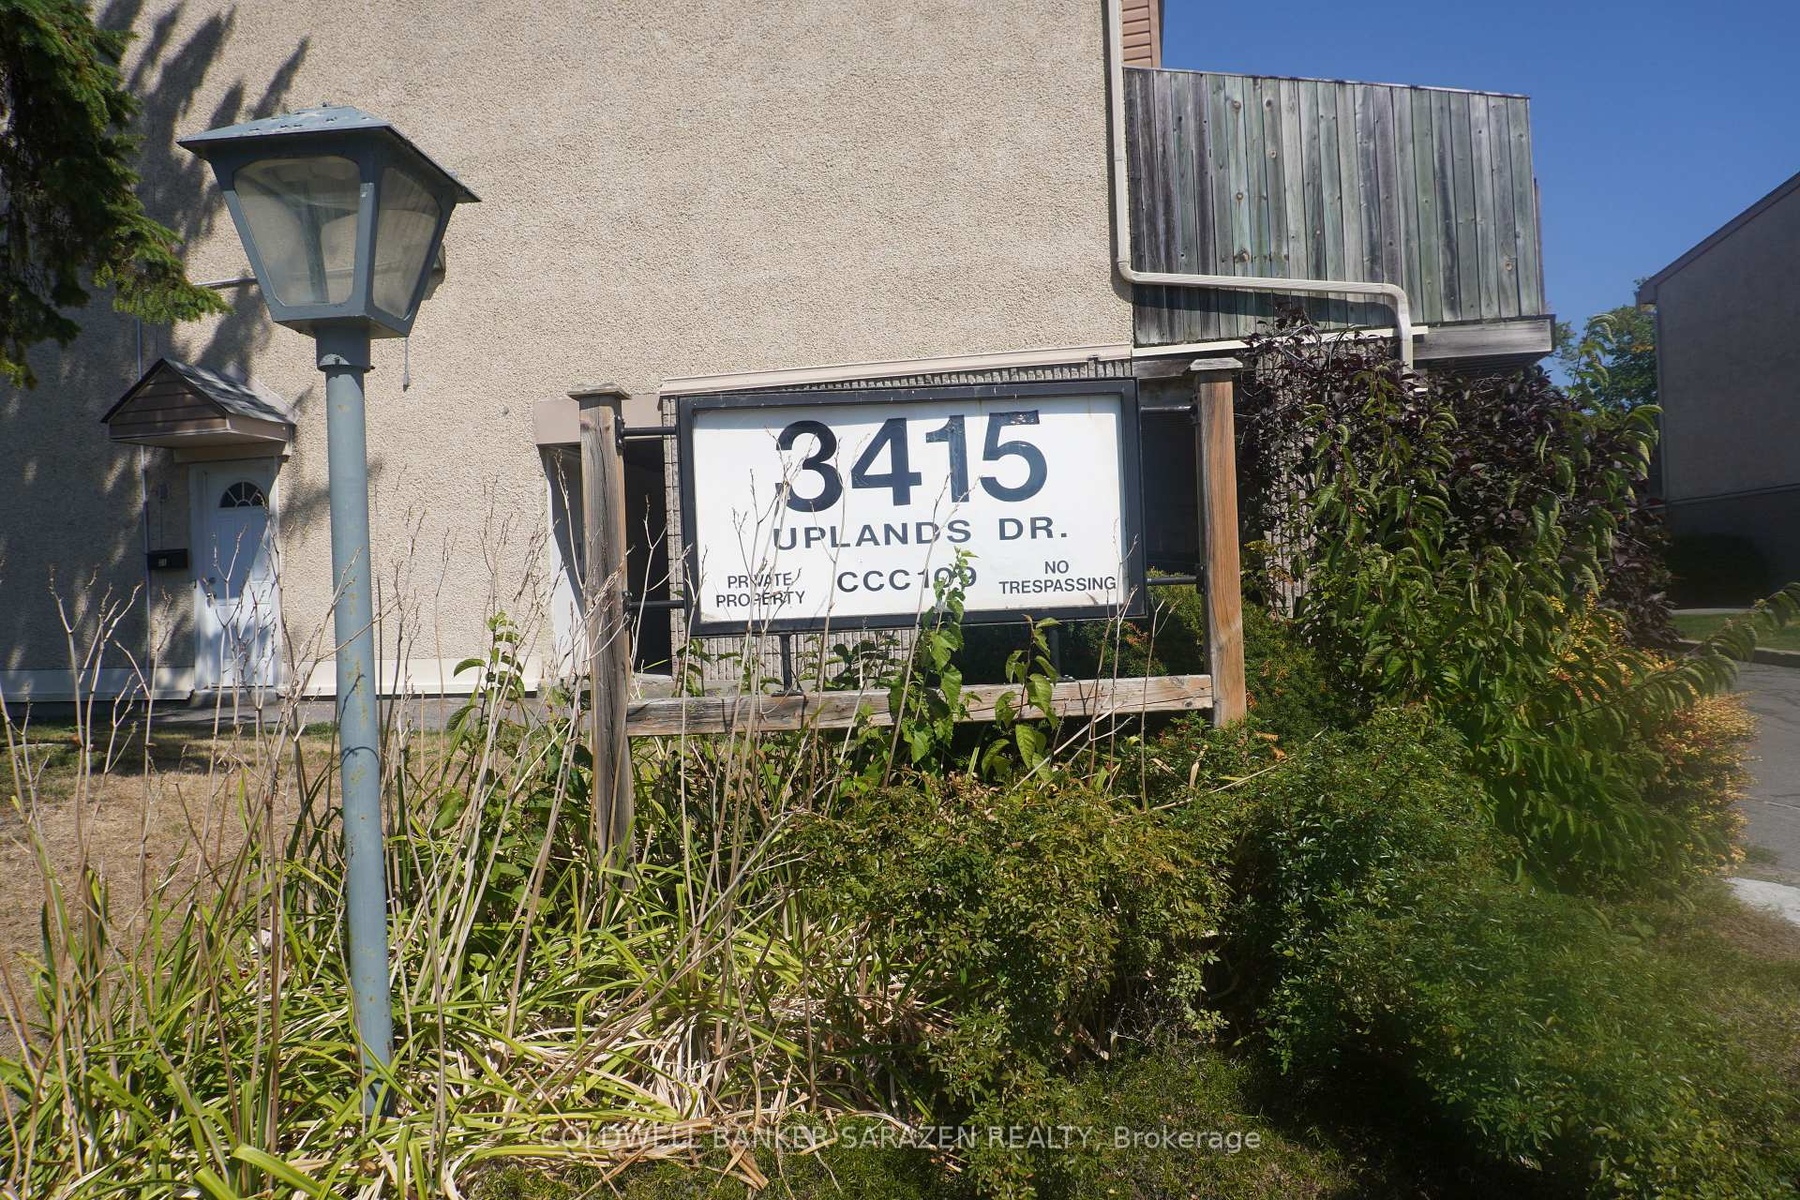 3415
UPLANDS DR.
PRIVATE
PROPERTY
CCC109
NO
TRESPASSING
COLDWELL BANKER SARAZEN REALTY, Brokerage